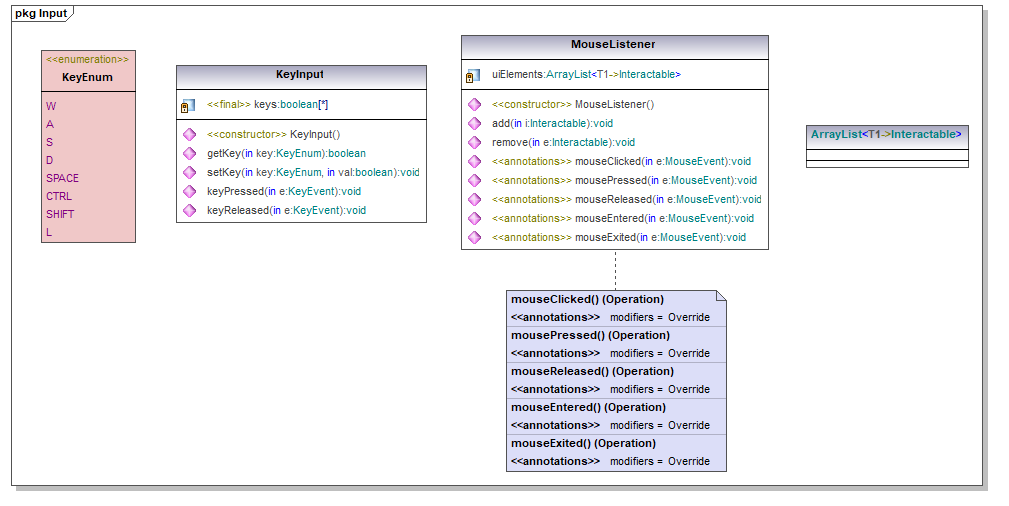 pkg Input
<<enumeration>>
KeyEnum
W
A
S
D
SPACE
CTRL
SHIFT
L
KeyInput
<<final>> keys:boolean[*]
<<constructor>> KeyInput()
getKey(in key:KeyEnum):boolean
setKey(in key:KeyEnum, in val:boolean):void
keyPressed(in e:KeyEvent):void
keyReleased(in e:KeyEvent):void
MouseListener
uiElements:ArrayList<T1->Interactable>
<<constructor>> MouseListener()
add(in i:Interactable):void
remove(in e:Interactable):void
<<annotations>> mouseClicked(in e:MouseEvent):void
<<annotations>> mousePressed(in e:MouseEvent):void
<<annotations>> mouseReleased(in e:MouseEvent):void
<<annotations>> mouseEntered(in e:MouseEvent):void
<<annotations>> mouseExited(in e:MouseEvent):void
ArrayList<T1->Interactable>
mouseClicked() (Operation)
<<annotations>> modifiers = Override
mousePressed() (Operation)
<<annotations>> modifiers = Override
mouseReleased() (Operation)
<<annotations>> modifiers = Override
mouseEntered() (Operation)
<<annotations>> modifiers = Override
mouseExited() (Operation)
<<annotations>> modifiers = Override